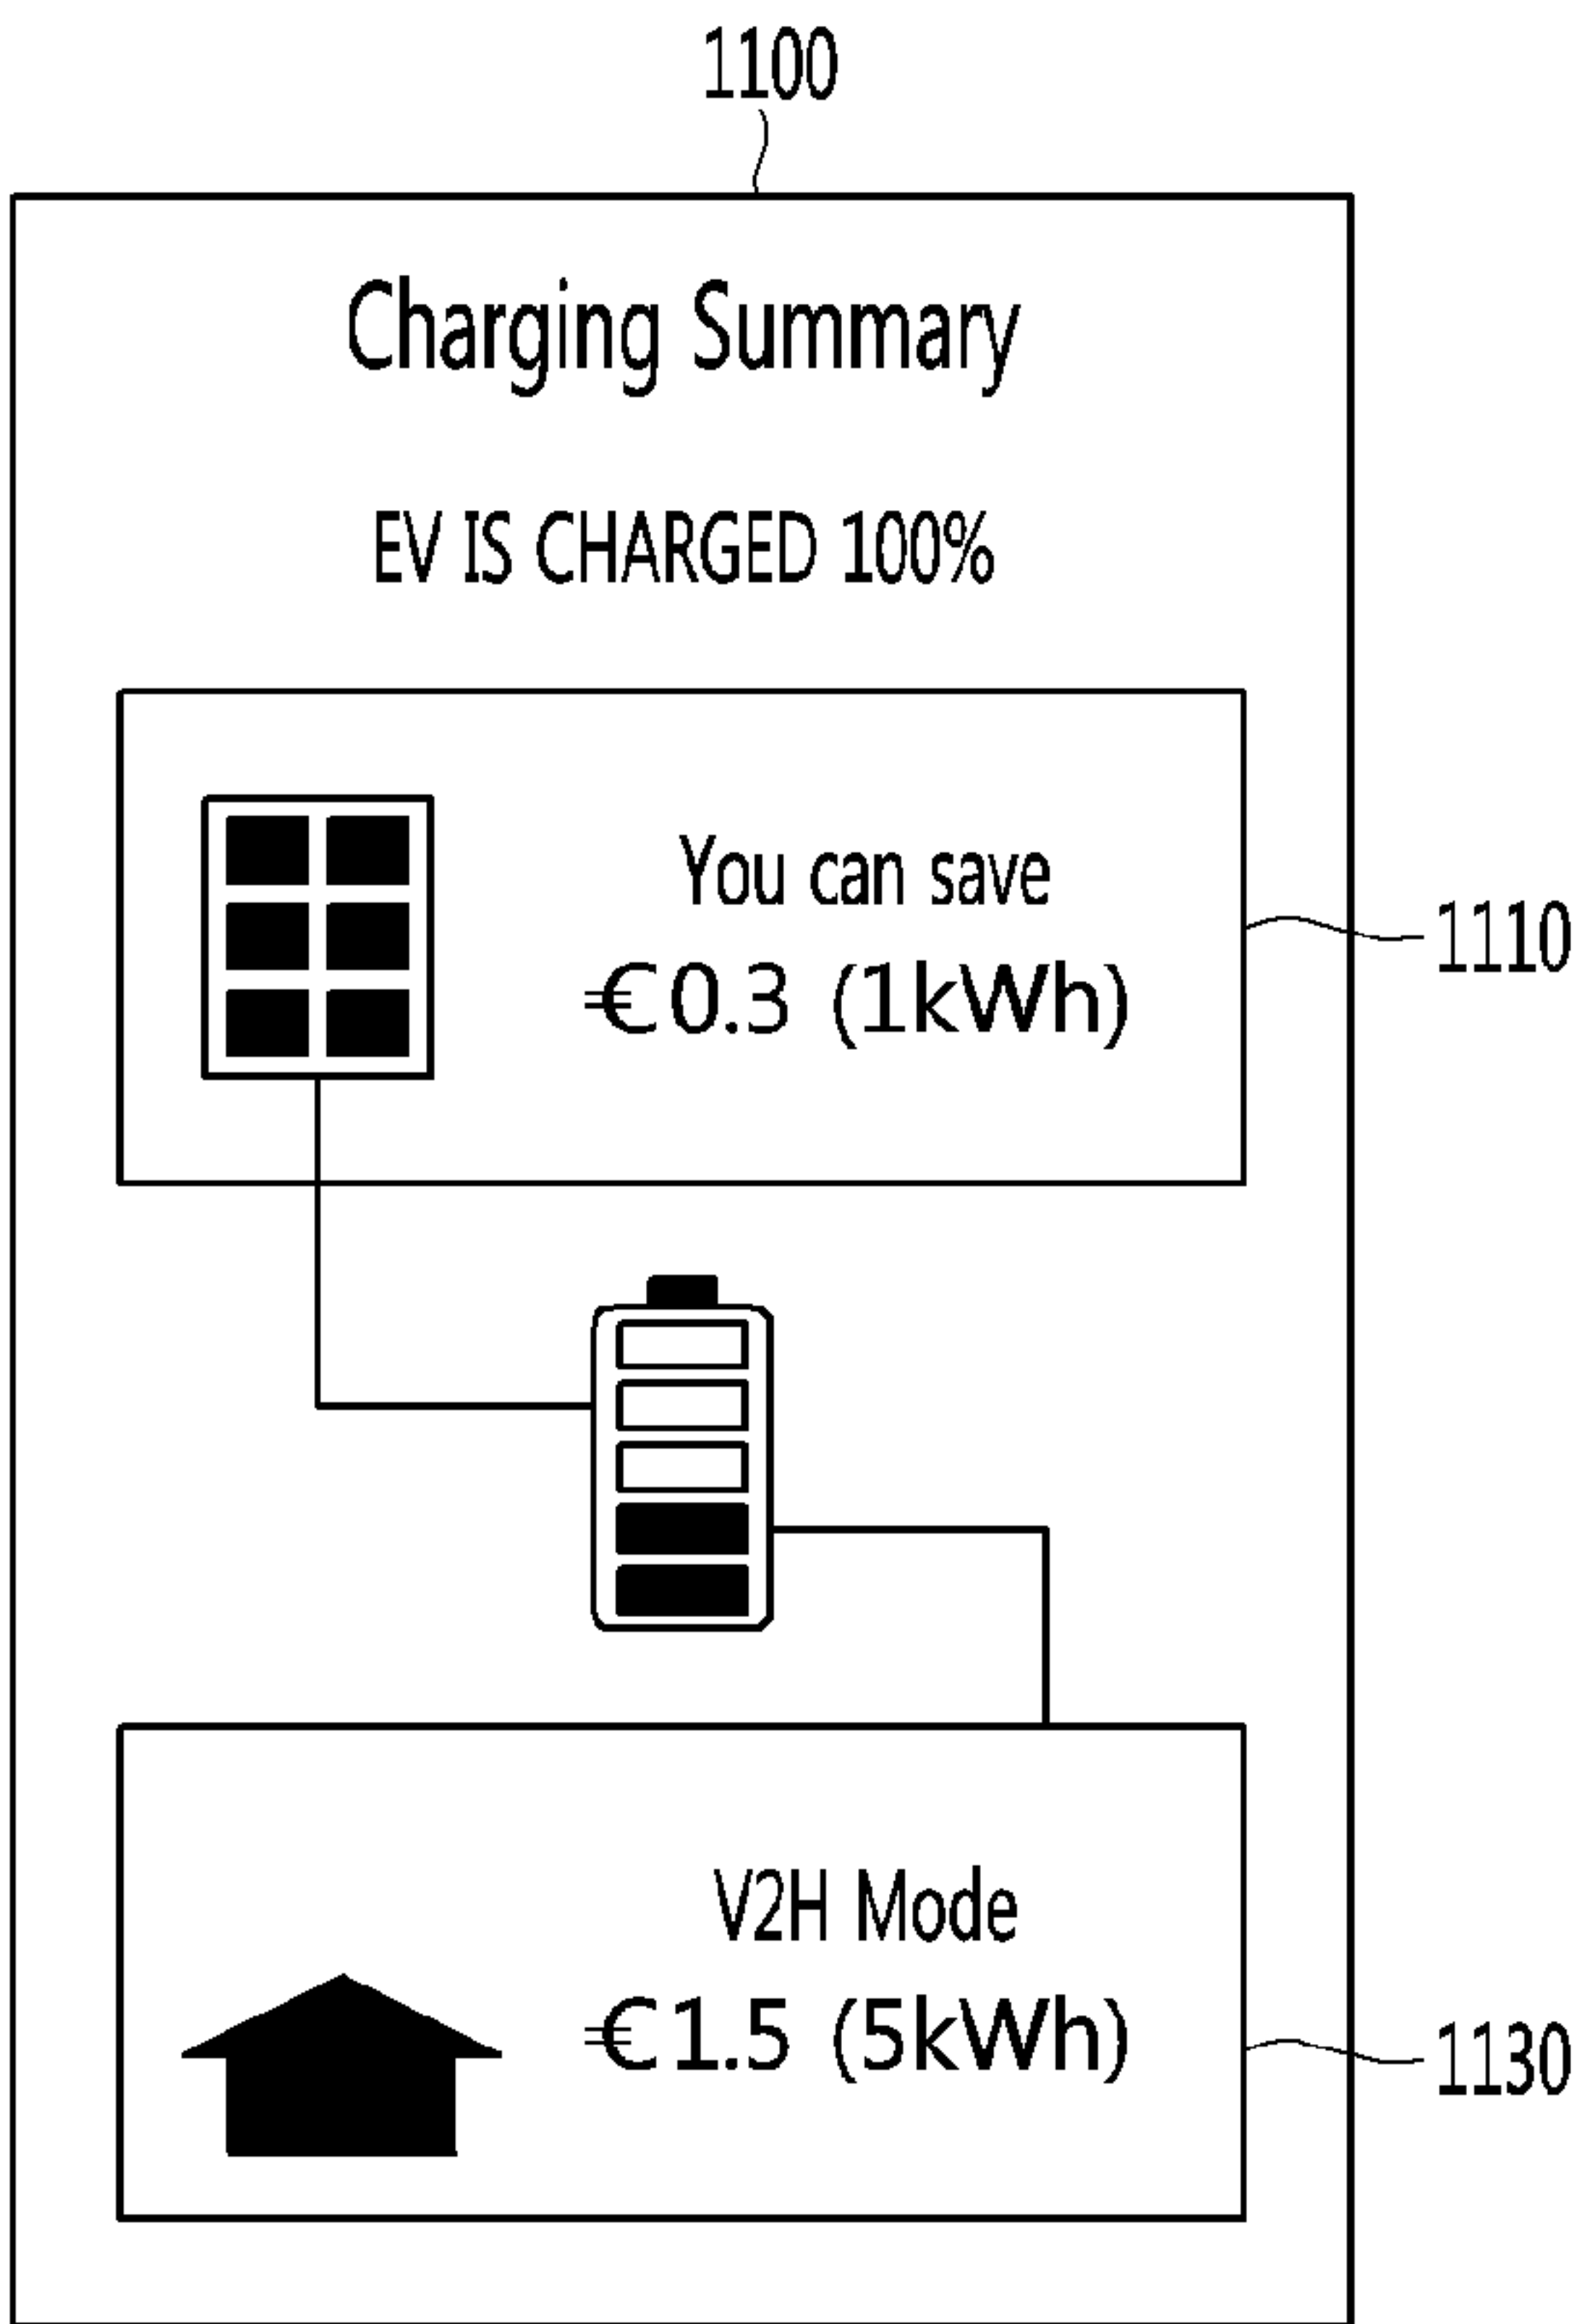 1100
Charging Summary
EV IS CHARGED 100%
You can save
€0.3 (1kWh)
1110
V2H Mode
€1.5 (5kWh)
1130